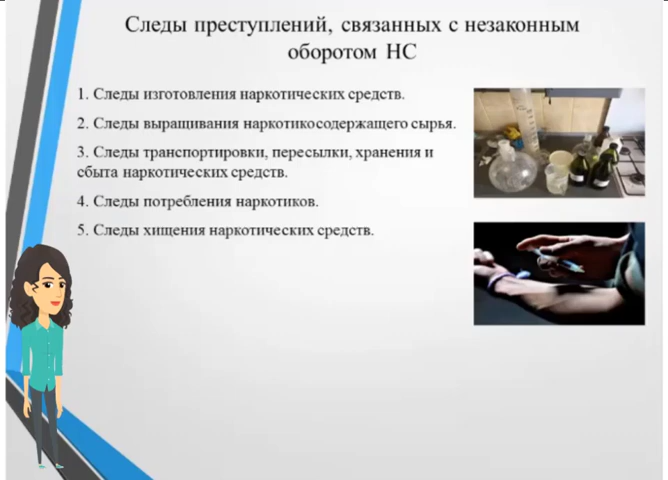 Следы преступлений, связанных с незаконным
оборотом НС
1. Следы изготовления наркотических средств.
2. Следы выращивания наркотикосодержащего сырья.
3. Следы транспортировки, пересылки, хранения и
сбыта наркотических средств.
4. Следы потребления наркотиков.
5. Следы хищения наркотических средств.